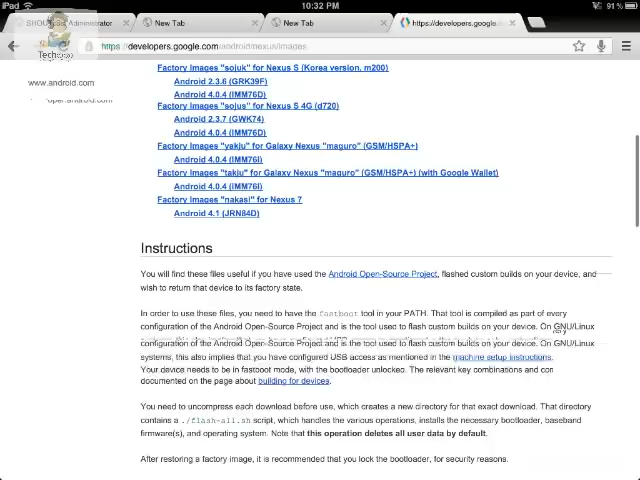 iPad
10:32 PM
91 %
SHOU
Administrator
New Tab
New Tab
https://developers.google.
Techoop
https://developers.google.com/android/nexus/images
www.android.com
Factory Images "sojuk" for Nexus S (Korea version, m200)
Android 2.3.6 (GRK39F)
Android 4.0.4 (IMM76D)
Factory Images "sojus" for Nexus S 4G (d720)
Android 2.3.7 (GWK74)
Android 4.0.4 (IMM76D)
Factory Images "yakju" for Galaxy Nexus "maguro" (GSM/HSPA+)
Android 4.0.4 (IMM76I)
Factory Images "takju" for Galaxy Nexus "maguro" (GSM/HSPA+) (with Google Wallet)
Android 4.0.4 (IMM76I)
Factory Images "nakasi" for Nexus 7
Android 4.1 (JRN84D)
Instructions
You will find these files useful if you have used the Android Open-Source Project, flashed custom builds on your device, and
wish to return that device to its factory state.
In order to use these files, you need to have the fastboot tool in your PATH. That tool is compiled as part of every
configuration of the Android Open-Source Project and is the tool used to flash custom builds on your device. On GNU/Linux
configuration of the Android Open-Source Project and is the tool used to flash custom builds on your device. On GNU/Linux
systems, this also implies that you have configured USB access as mentioned in the machine setup instructions.
Your device needs to be in fastboot mode, with the bootloader unlocked. The relevant key combinations and con
documented on the page about building for devices.
You need to uncompress each download before use, which creates a new directory for that exact download. That directory
contains a ./flash-all.sh script, which handles the various operations, installs the necessary bootloader, baseband
firmware(s), and operating system. Note that this operation deletes all user data by default.
After restoring a factory image, it is recommended that you lock the bootloader, for security reasons.